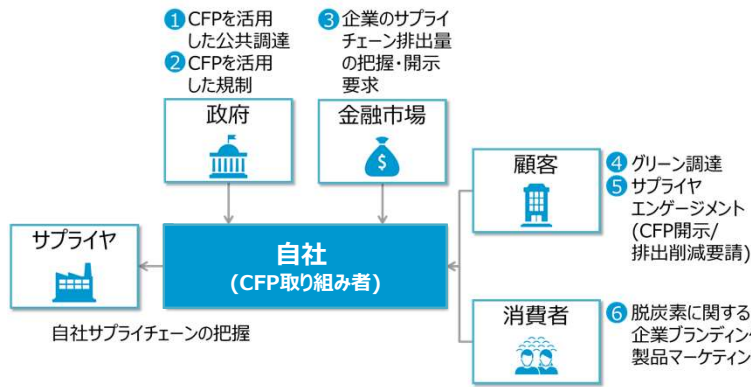 1 CFPを活用
した公共調達
2 CFPを活用
した規制
3 企業のサプライ
チェーン排出量
の把握・開示
要求
政府
金融市場
$
顧客
4 グリーン調達
5 サプライヤ
エンゲージメント
(CFP開示/
排出削減要請)
サプライヤ
自社
(CFP取り組み者)
自社サプライチェーンの把握
消費者
6 脱炭素に関する
企業ブランディン
製品マーケティン